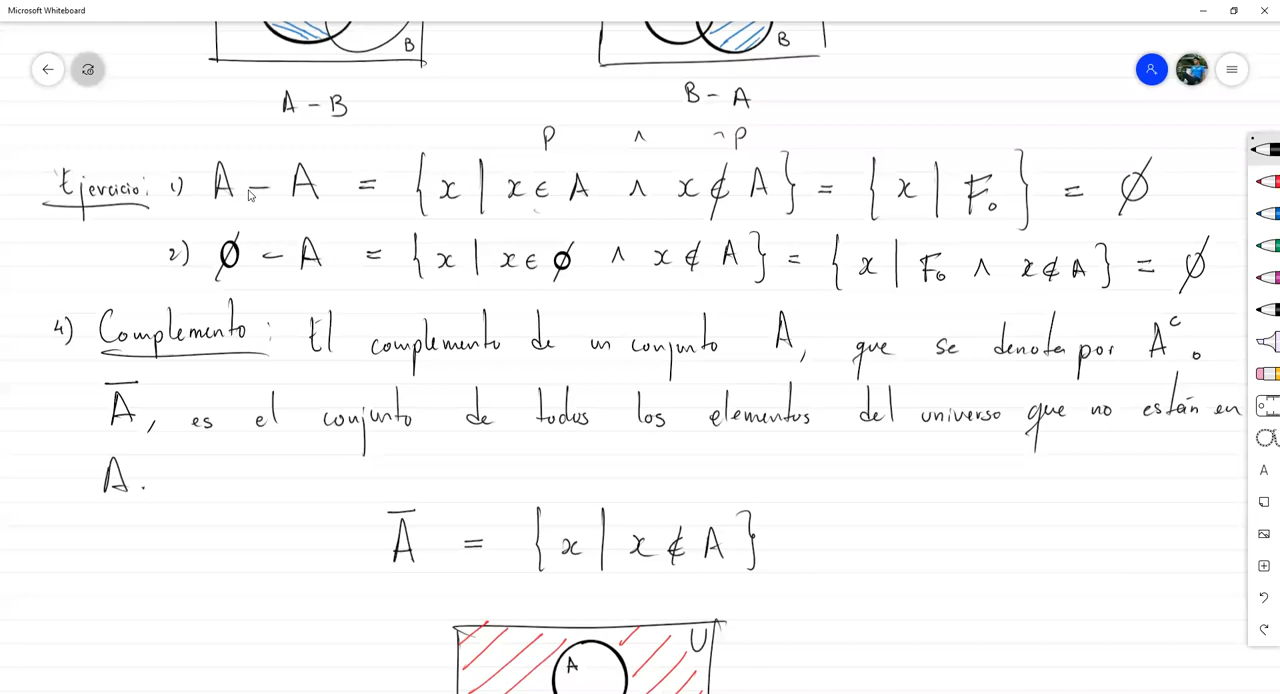 Microsoft Whiteboard
B
B
A - B
B - A
P ∧ ¬P
Ejercicio: 1) A - A = {x | x ∈ A ∧ x ∉ A} = {x | F₀} = ∅
2) ∅ - A = {x | x ∈ ∅ ∧ x ∉ A} = {x | F₀ ∧ x ∉ A} = ∅
4) Complemento: El complemento de un conjunto A, que se denota por Aᶜ o
A̅, es el conjunto de todos los elementos del universo que no están en
A.
A̅ = {x | x ∉ A}
U
A